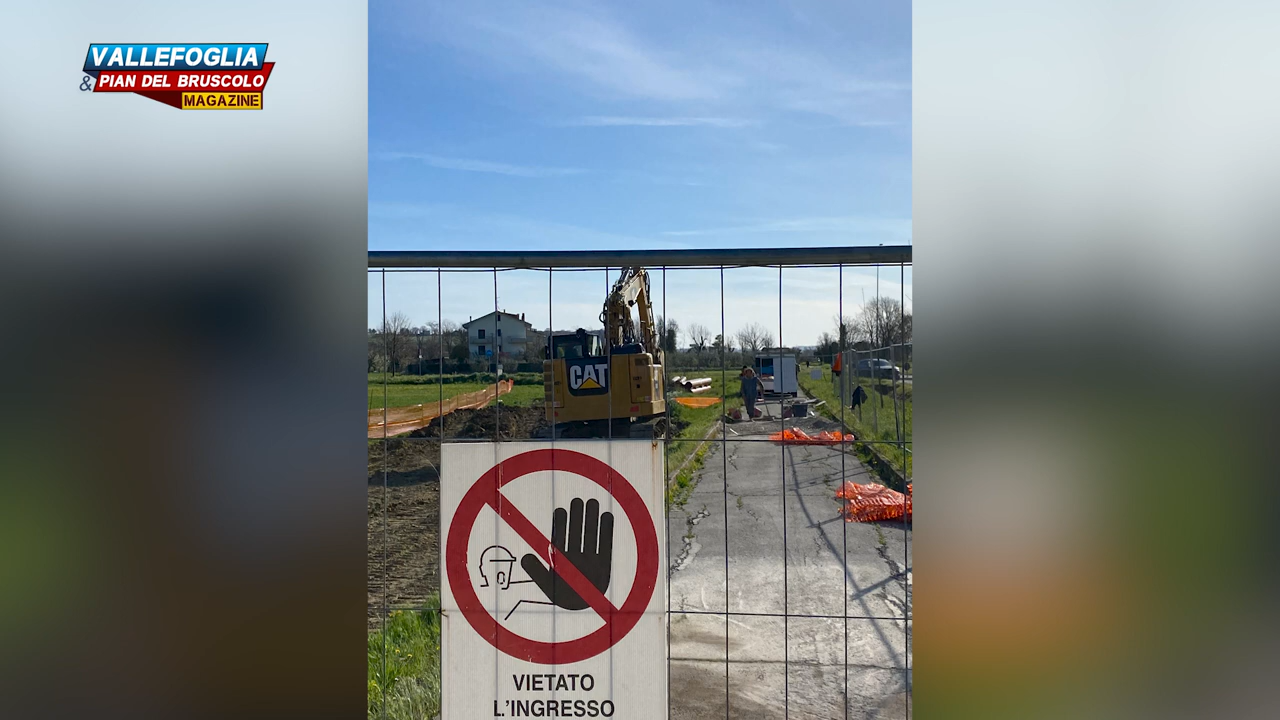 VALLEFOGLIA
& PIAN DEL BRUSCOLO
MAGAZINE
CAT
VIETATO
L'INGRESSO